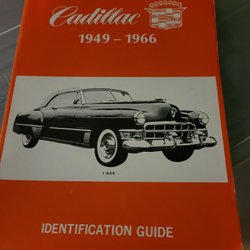 Cadillac
1949 - 1966
1949
IDENTIFICATION GUIDE